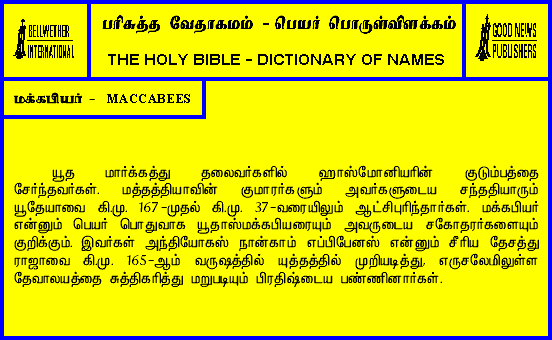 BELLWETHER
INTERNATIONAL
பரிசுத்த வேதாகமம் - பெயர் பொருள்விளக்கம்
THE HOLY BIBLE - DICTIONARY OF NAMES
GOOD NEWS
PUBLISHERS
மக்கபியர் - MACCABEES
யூத மார்க்கத்து தலைவர்களில் ஹாஸ்மோனியரின் குடும்பத்தை
சேர்ந்தவர்கள். மத்தத்தியாவின் குமாரர்களும் அவர்களுடைய சந்ததியாரும்
யூதேயாவை கி.மு. 167-முதல் கி.மு. 37-வரையிலும் ஆட்சிபுரிந்தார்கள். மக்கபியர்
என்னும் பெயர் பொதுவாக யூதாஸ்மக்கபியரையும் அவருடைய சகோதரர்களையும்
குறிக்கும். இவர்கள் அந்தியோகஸ் நான்காம் எப்பிபேனஸ் என்னும் சீரிய தேசத்து
ராஜாவை கி.மு. 165-ஆம் வருஷத்தில் யுத்தத்தில் முறியடித்து, எருசலேமிலுள்ள
தேவாலயத்தை சுத்திகரித்து மறுபடியும் பிரதிஷ்டைய பண்ணினார்கள்.